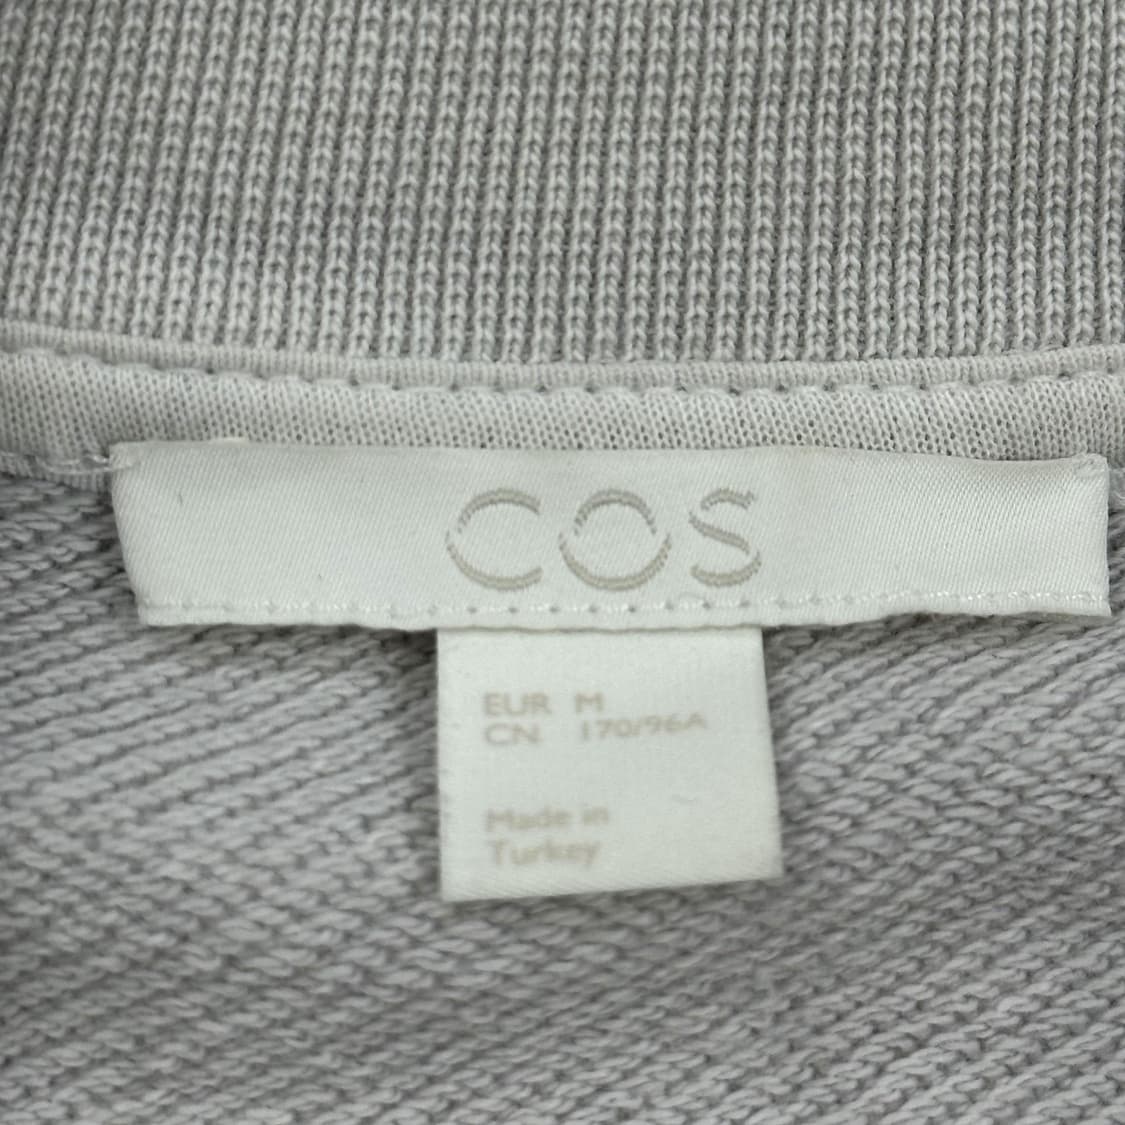 COS
EUR M
CN 170/96A
Made in
Turkey